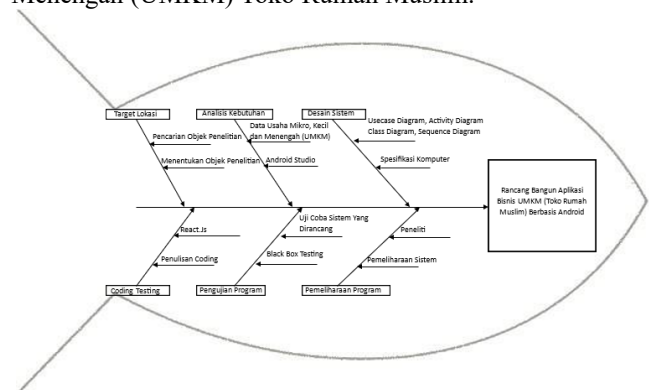 Menengah (UMKM) Toko Rumah Muslim.
Target Lokasi
Analisis Kebutuhan
Desain Sistem
Pencarian Objek Penelitian
Menentukan Objek Penelitian
Data Usaha Mikro, Kecil
dan Menengah (UMKM)
Android Studio
Usecase Diagram, Activity Diagram
Class Diagram, Sequence Diagram
Spesifikasi Komputer
Rancang Bangun Aplikasi
Bisnis UMKM (Toko Rumah
Muslim) Berbasis Android
React.Js
Penulisan Coding
Uji Coba Sistem Yang
Dirancang
Black Box Testing
Peneliti
Pemeliharaan Sistem
Coding Testing
Pengujian Program
Pemeliharaan Program